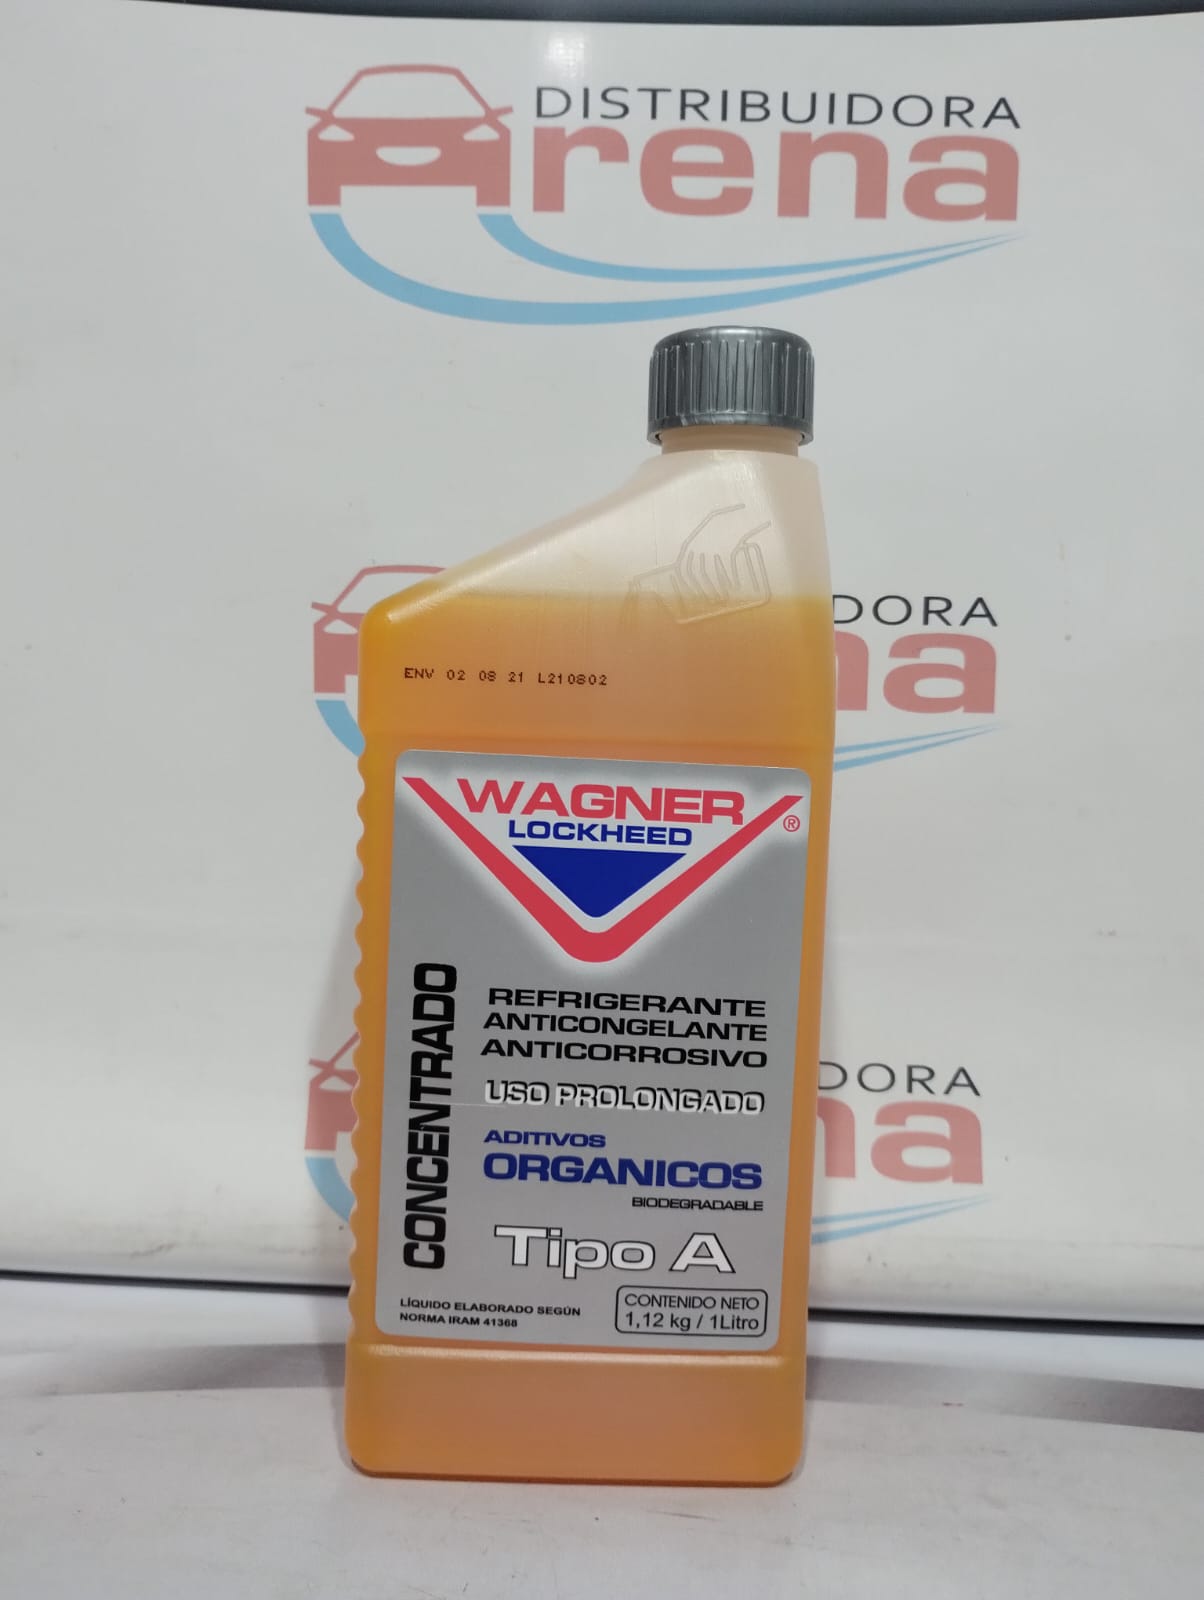 DISTRIBUIDORA
Arena
DORA
na
ENV 02 08 21 L210802
WAGNER
LOCKHEED
®
CONCENTRADO
REFRIGERANTE
ANTICONGELANTE
ANTICORROSIVO
USO PROLONGADO
ADITIVOS
ORGANICOS
BIODEGRADABLE
Tipo A
LÍQUIDO ELABORADO SEGÚN
NORMA IRAM 41368
CONTENIDO NETO
1,12 kg / 1Litro
DORA
na